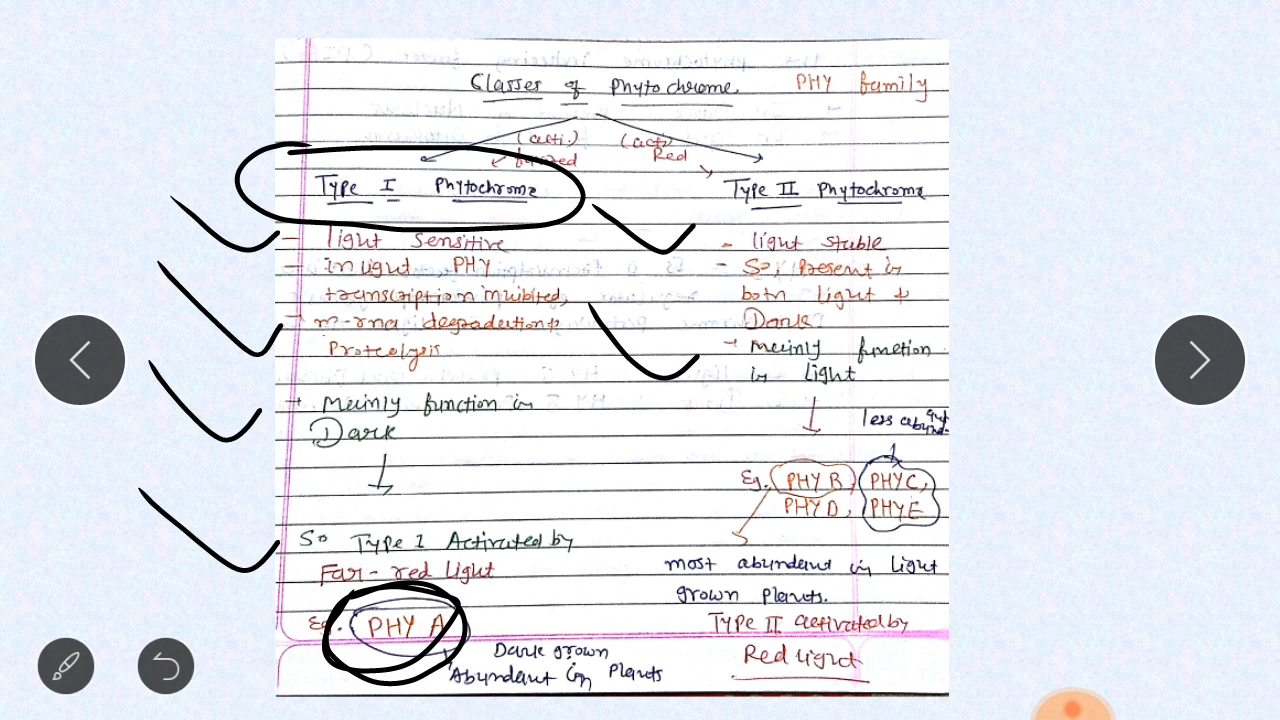 Classes of Phytochrome PHY family
(acti.) (acti)
farred Red
Type I Phytochrome
- light sensitive
- in light, PHY
transcription inhibited,
- m-rna degradation &
Proteolysis
- Mainly function in
Dark
So Type I Activated by
Far-red light
Eg. PHY A
Dark grown
Abundant in Plants
Type II Phytochrome
- light stable
- So, Present in
both light &
Dark
- Mainly function
in light
less abund.
Eg. PHY B, PHY C,
PHY D, PHY E
most abundant in light
grown Plants.
Type II activated by
Red light